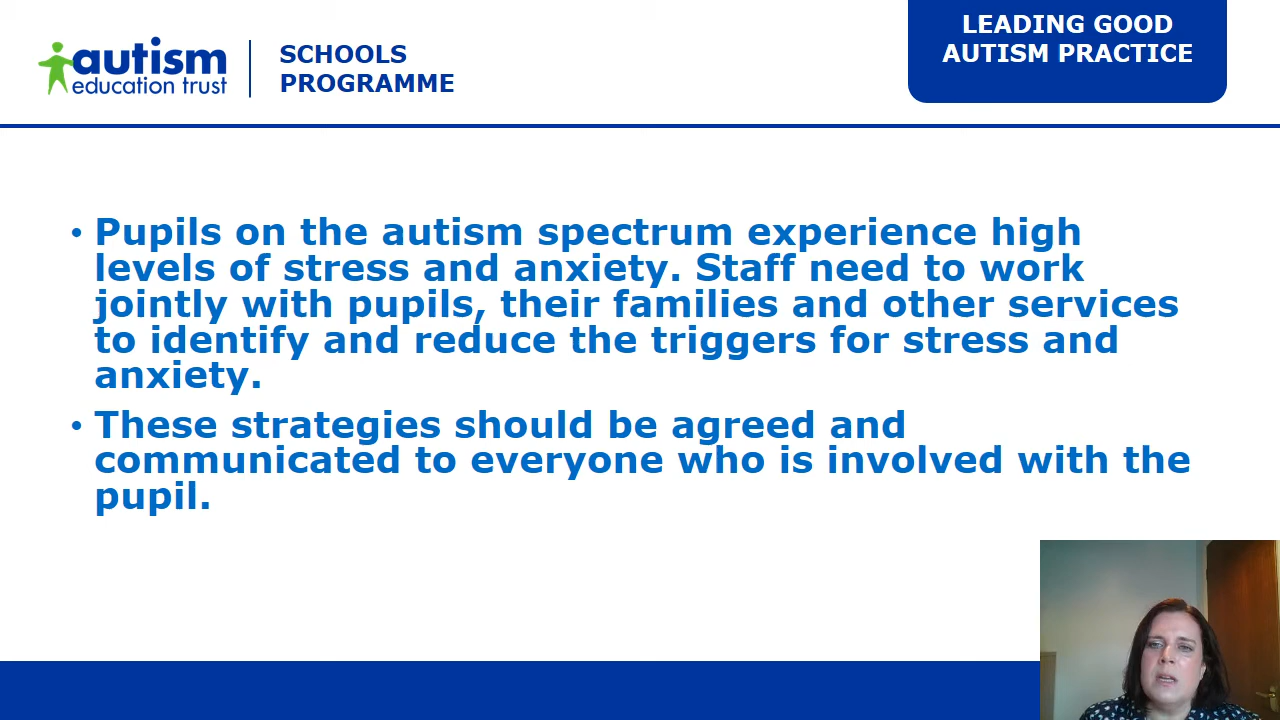 autism
education trust
SCHOOLS
PROGRAMME
LEADING GOOD
AUTISM PRACTICE
• Pupils on the autism spectrum experience high
levels of stress and anxiety. Staff need to work
jointly with pupils, their families and other services
to identify and reduce the triggers for stress and
anxiety.
• These strategies should be agreed and
communicated to everyone who is involved with the
pupil.